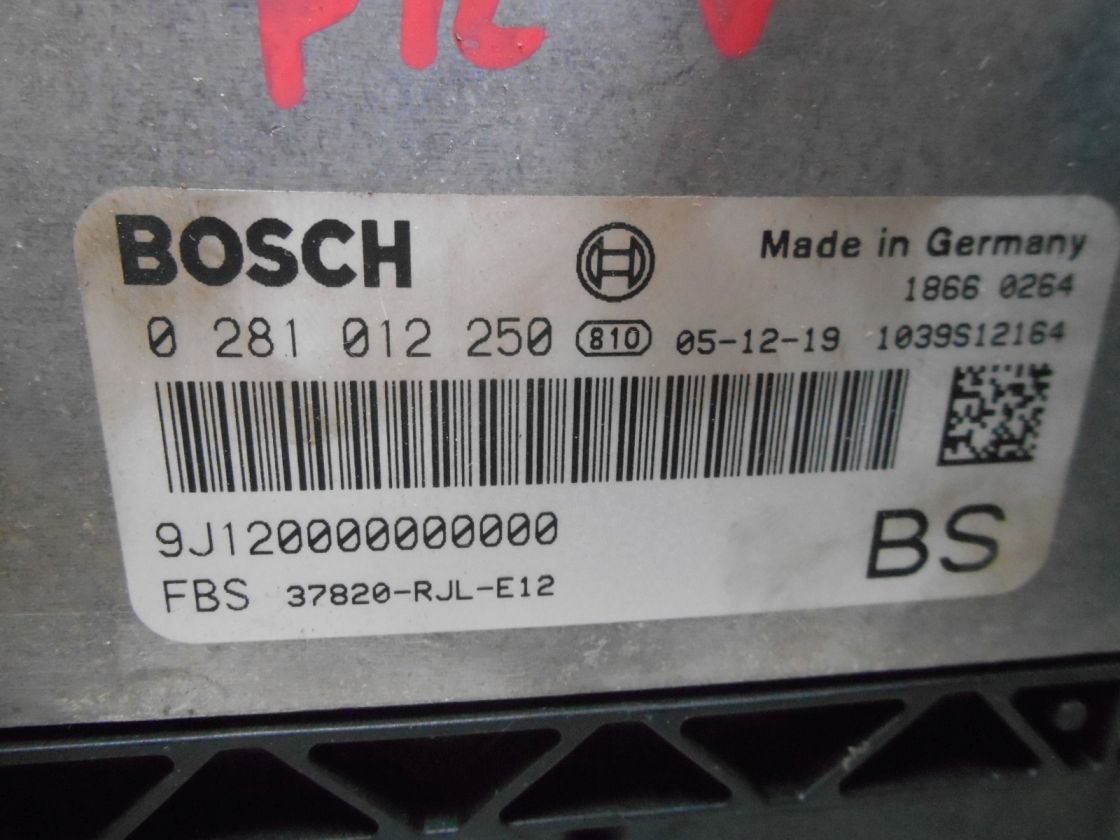 BOSCH Made in Germany
1866 0264
0 281 012 250 810 05-12-19 1039S12164
9J120000000000
BS
FBS 37820-RJL-E12